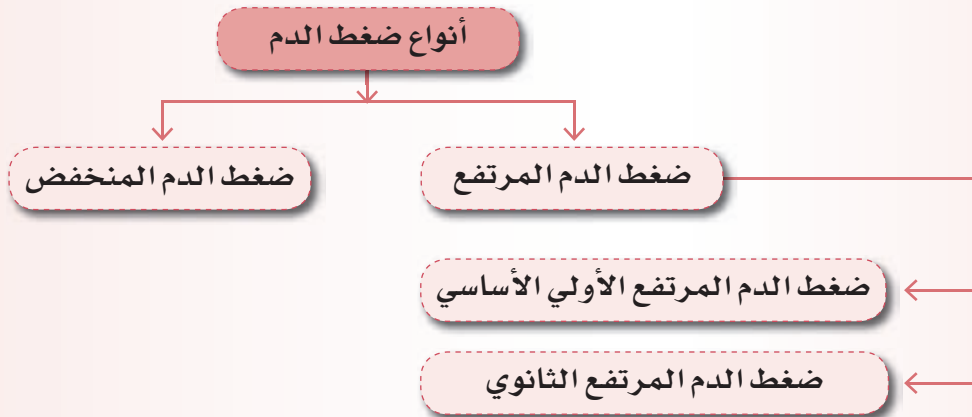 أنواع ضغط الدم
ضغط الدم المرتفع
ضغط الدم المنخفض
ضغط الدم المرتفع الأولي الأساسي
ضغط الدم المرتفع الثانوي